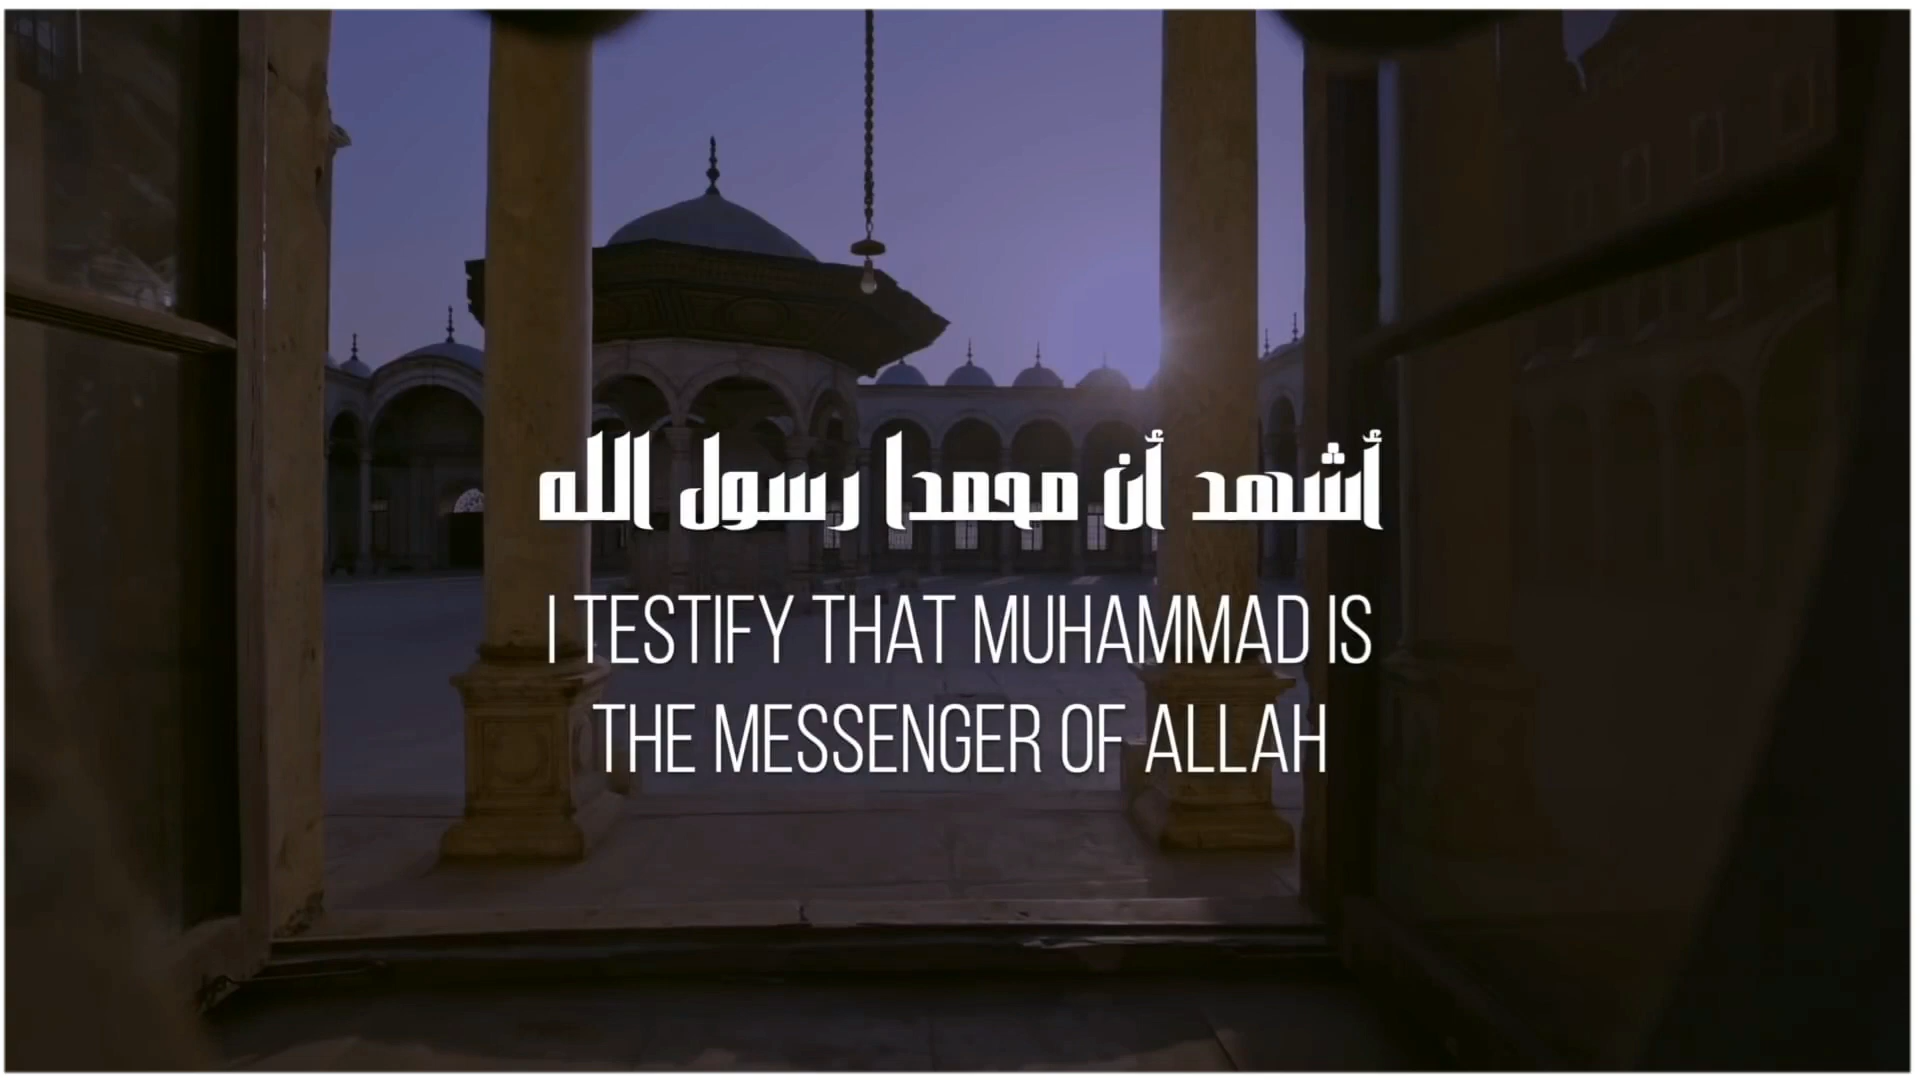 أشهد أن محمدا رسول الله
I TESTIFY THAT MUHAMMAD IS
THE MESSENGER OF ALLAH